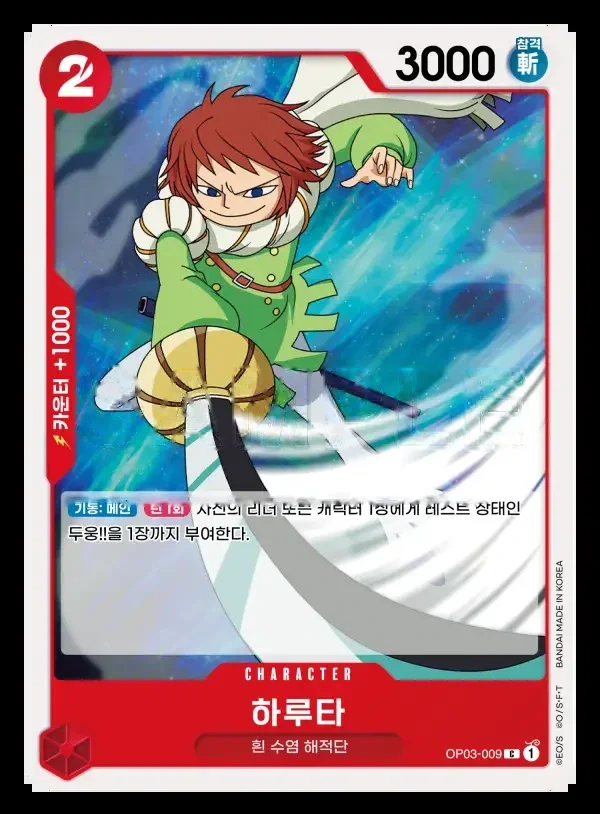 2
3000
참격
斬
카운터 +1000
기동: 메인 턴 1회 자신의 리더 또는 캐릭터 1장에게 레스트 상태인
두웅!!을 1장까지 부여한다.
CHARACTER
하루타
흰 수염 해적단
OP03-009 C 1
©EO/S ©O/S·F·T BANDAI MADE IN KOREA